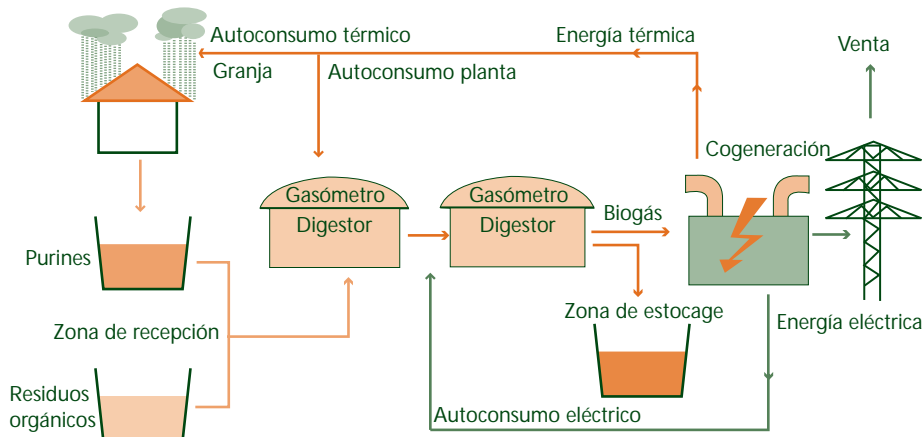 Autoconsumo térmico
Energía térmica
Venta
Granja
Autoconsumo planta
Cogeneración
Gasómetro
Gasómetro
Digestor
Digestor
Biogás
Purines
Zona de estocage
Energía eléctrica
Zona de recepción
Residuos
orgánicos
Autoconsumo eléctrico